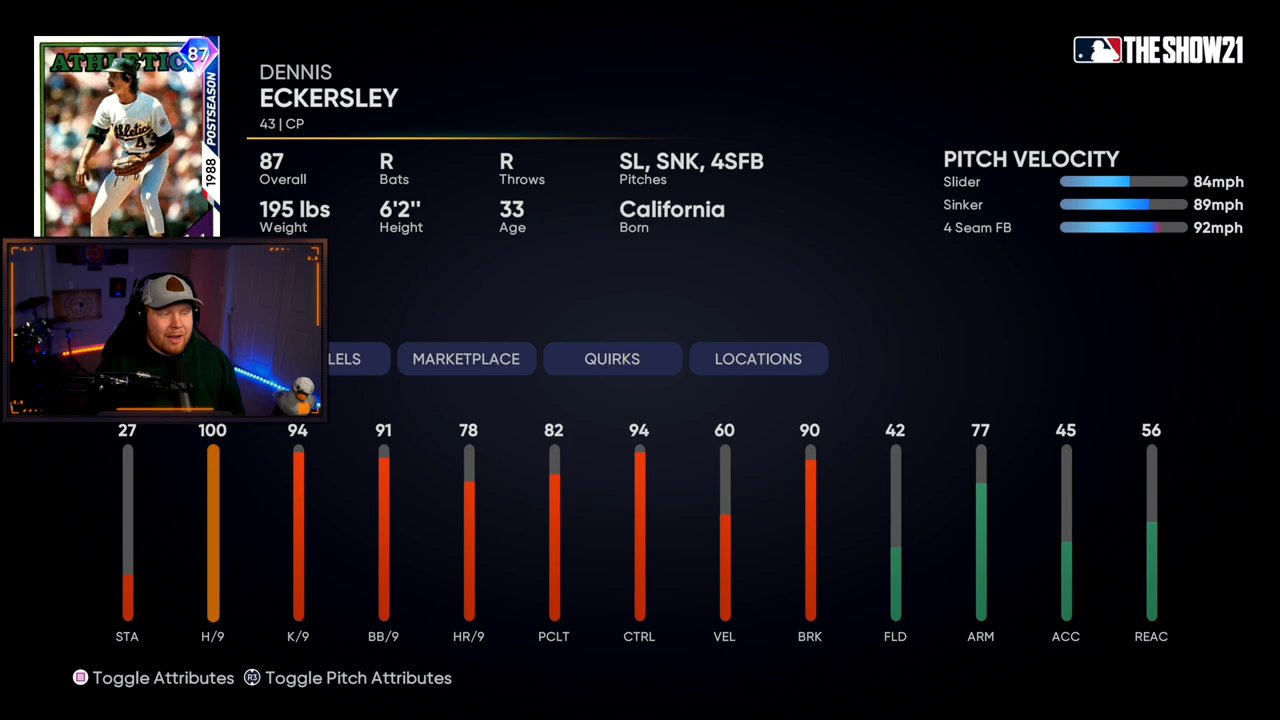 ATHLETIC
87
1988 POSTSEASON
THE SHOW21
DENNIS
ECKERSLEY
43 | CP
87
Overall
R
Bats
R
Throws
SL, SNK, 4SFB
Pitches
195 lbs
Weight
6'2''
Height
33
Age
California
Born
PITCH VELOCITY
Slider 84mph
Sinker 89mph
4 Seam FB 92mph
LELS
MARKETPLACE
QUIRKS
LOCATIONS
27 100 94 91 78 82 94 60 90 42 77 45 56
STA H/9 K/9 BB/9 HR/9 PCLT CTRL VEL BRK FLD ARM ACC REAC
Toggle Attributes R3 Toggle Pitch Attributes